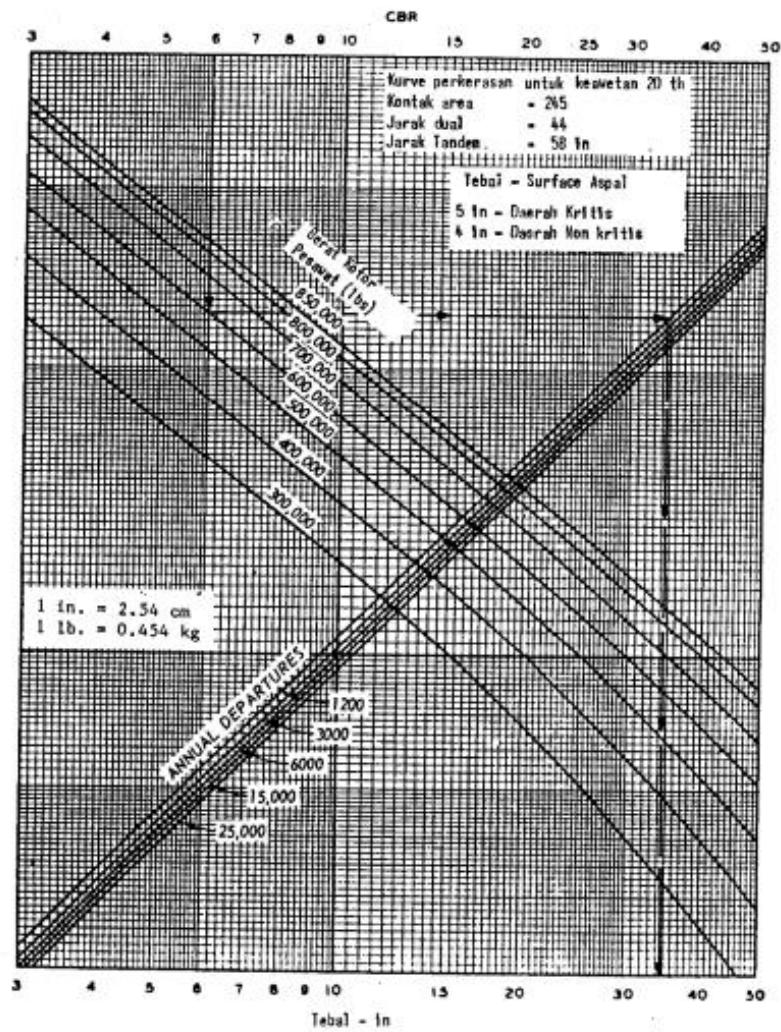 CBR
3 4 5 6 7 8 9 10 15 20 30 40 50
Kurve perkerasan untuk keawetan 20 th
Kontak area = 245
Jarak dual = 44
Jarak Tandem. = 58 in
Tebal - Surface Aspal
5 in - Daerah Kritis
4 in - Daerah Non kritis
Berat Kotor
Pesawat (lbs)
850,000
800,000
700,000
600,000
500,000
400,000
300,000
1 in. = 2.54 cm
1 lb. = 0.454 kg
ANNUAL DEPARTURES
1200
3000
6000
15,000
25,000
3 4 5 6 7 8 9 10 15 20 30 40 50
Tebal - in